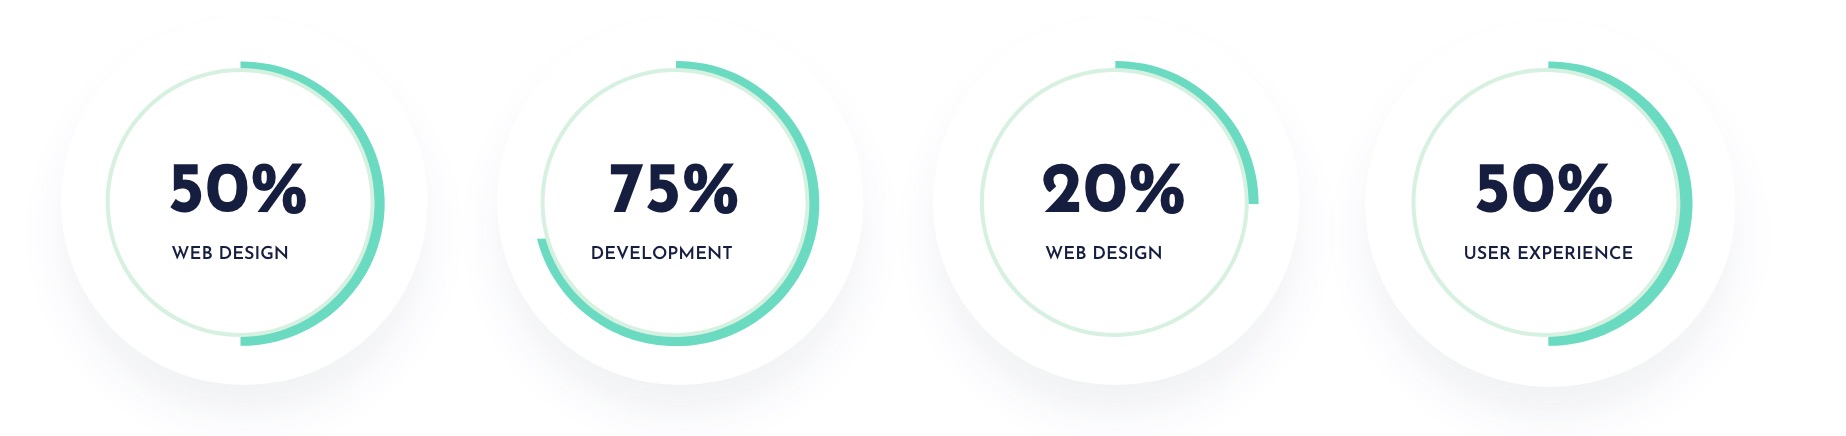 50%
WEB DESIGN
75%
DEVELOPMENT
20%
WEB DESIGN
50%
USER EXPERIENCE